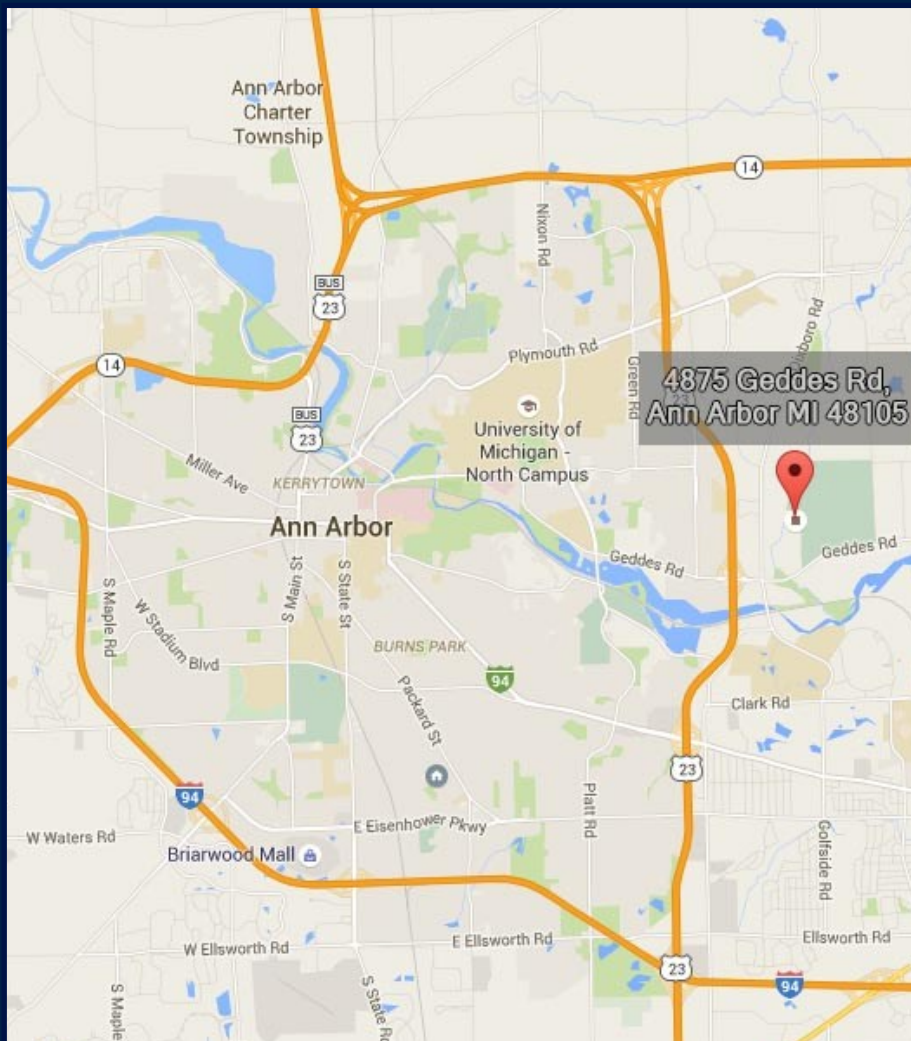 Ann Arbor
Charter
Township
14
Nixon Rd
BUS
23
Plymouth Rd
Green Rd
14
4875 Geddes Rd,
Ann Arbor MI 48105
BUS
23
University of
Michigan -
North Campus
Miller Ave
KERRYTOWN
Ann Arbor
Geddes Rd
Geddes Rd
S Main St
S State St
S Maple Rd
W Stadium Blvd
BURNS PARK
94
Packard St
Clark Rd
23
94
Platt Rd
E Eisenhower Pkwy
W Waters Rd
Golfside Rd
Briarwood Mall
W Ellsworth Rd
E Ellsworth Rd
Ellsworth Rd
23
94
S Maple
S State Rd